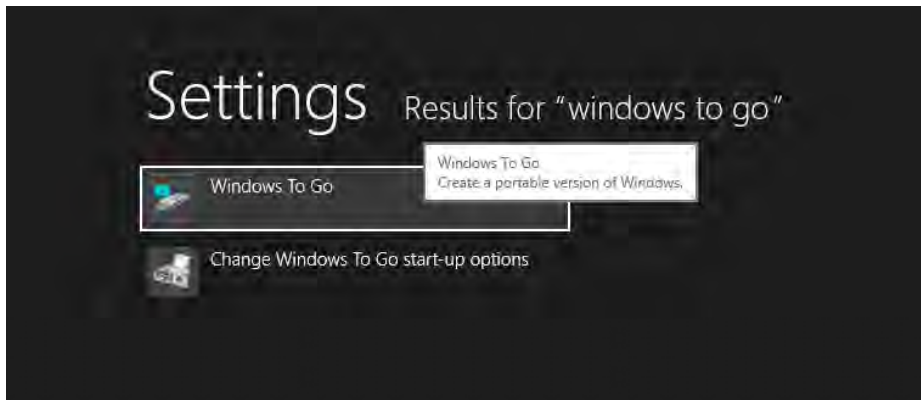 Settings Results for “windows to go”
Windows To Go
Create a portable version of Windows.
Windows To Go
Change Windows To Go start-up options